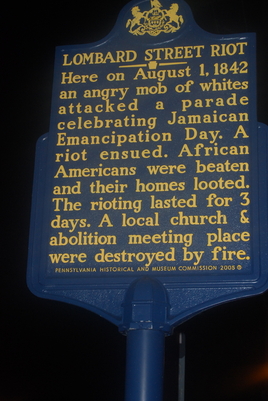 LOMBARD STREET RIOT
Here on August 1, 1842
an angry mob of whites
attacked a parade
celebrating Jamaican
Emancipation Day. A
riot ensued. African
Americans were beaten
and their homes looted.
The rioting lasted for 3
days. A local church &
abolition meeting place
were destroyed by fire.
PENNSYLVANIA HISTORICAL AND MUSEUM COMMISSION 2005 ©